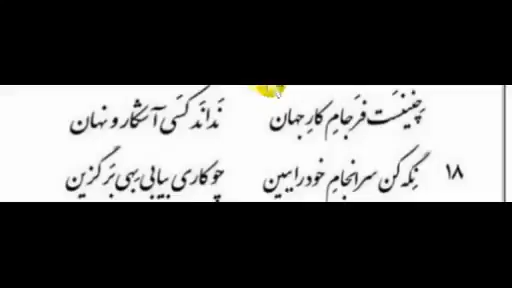 چنینست فرجام کار جهان نداند کسی آشکار و نهان
۱۸ نگه کن سرانجام خود را ببین چو کاری بیابی بهی برگزین